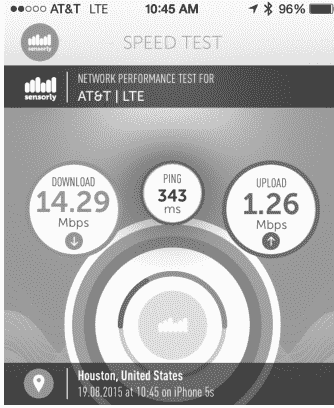 AT&T LTE 10:45 AM 96%
sensorly
SPEED TEST
sensorly
NETWORK PERFORMANCE TEST FOR
AT&T | LTE
DOWNLOAD
14.29
Mbps
PING
343
ms
UPLOAD
1.26
Mbps
Houston, United States
19.08.2015 at 10:45 on iPhone 5s